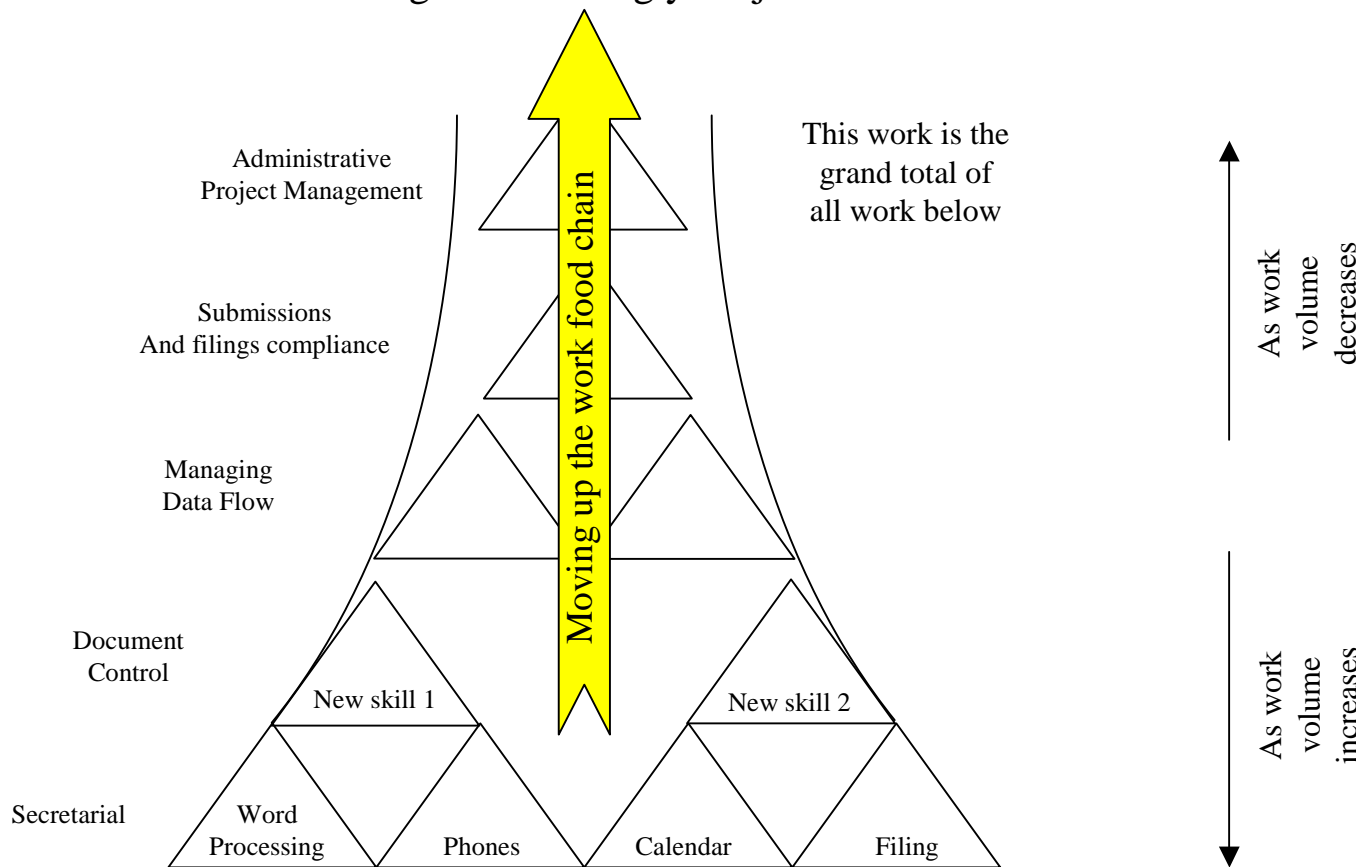 Administrative
Project Management
This work is the
grand total of
all work below
Moving up the work food chain
As work
volume
decreases
Submissions
And filings compliance
Managing
Data Flow
Document
Control
New skill 1
New skill 2
As work
volume
increases
Secretarial
Word
Processing
Phones
Calendar
Filing